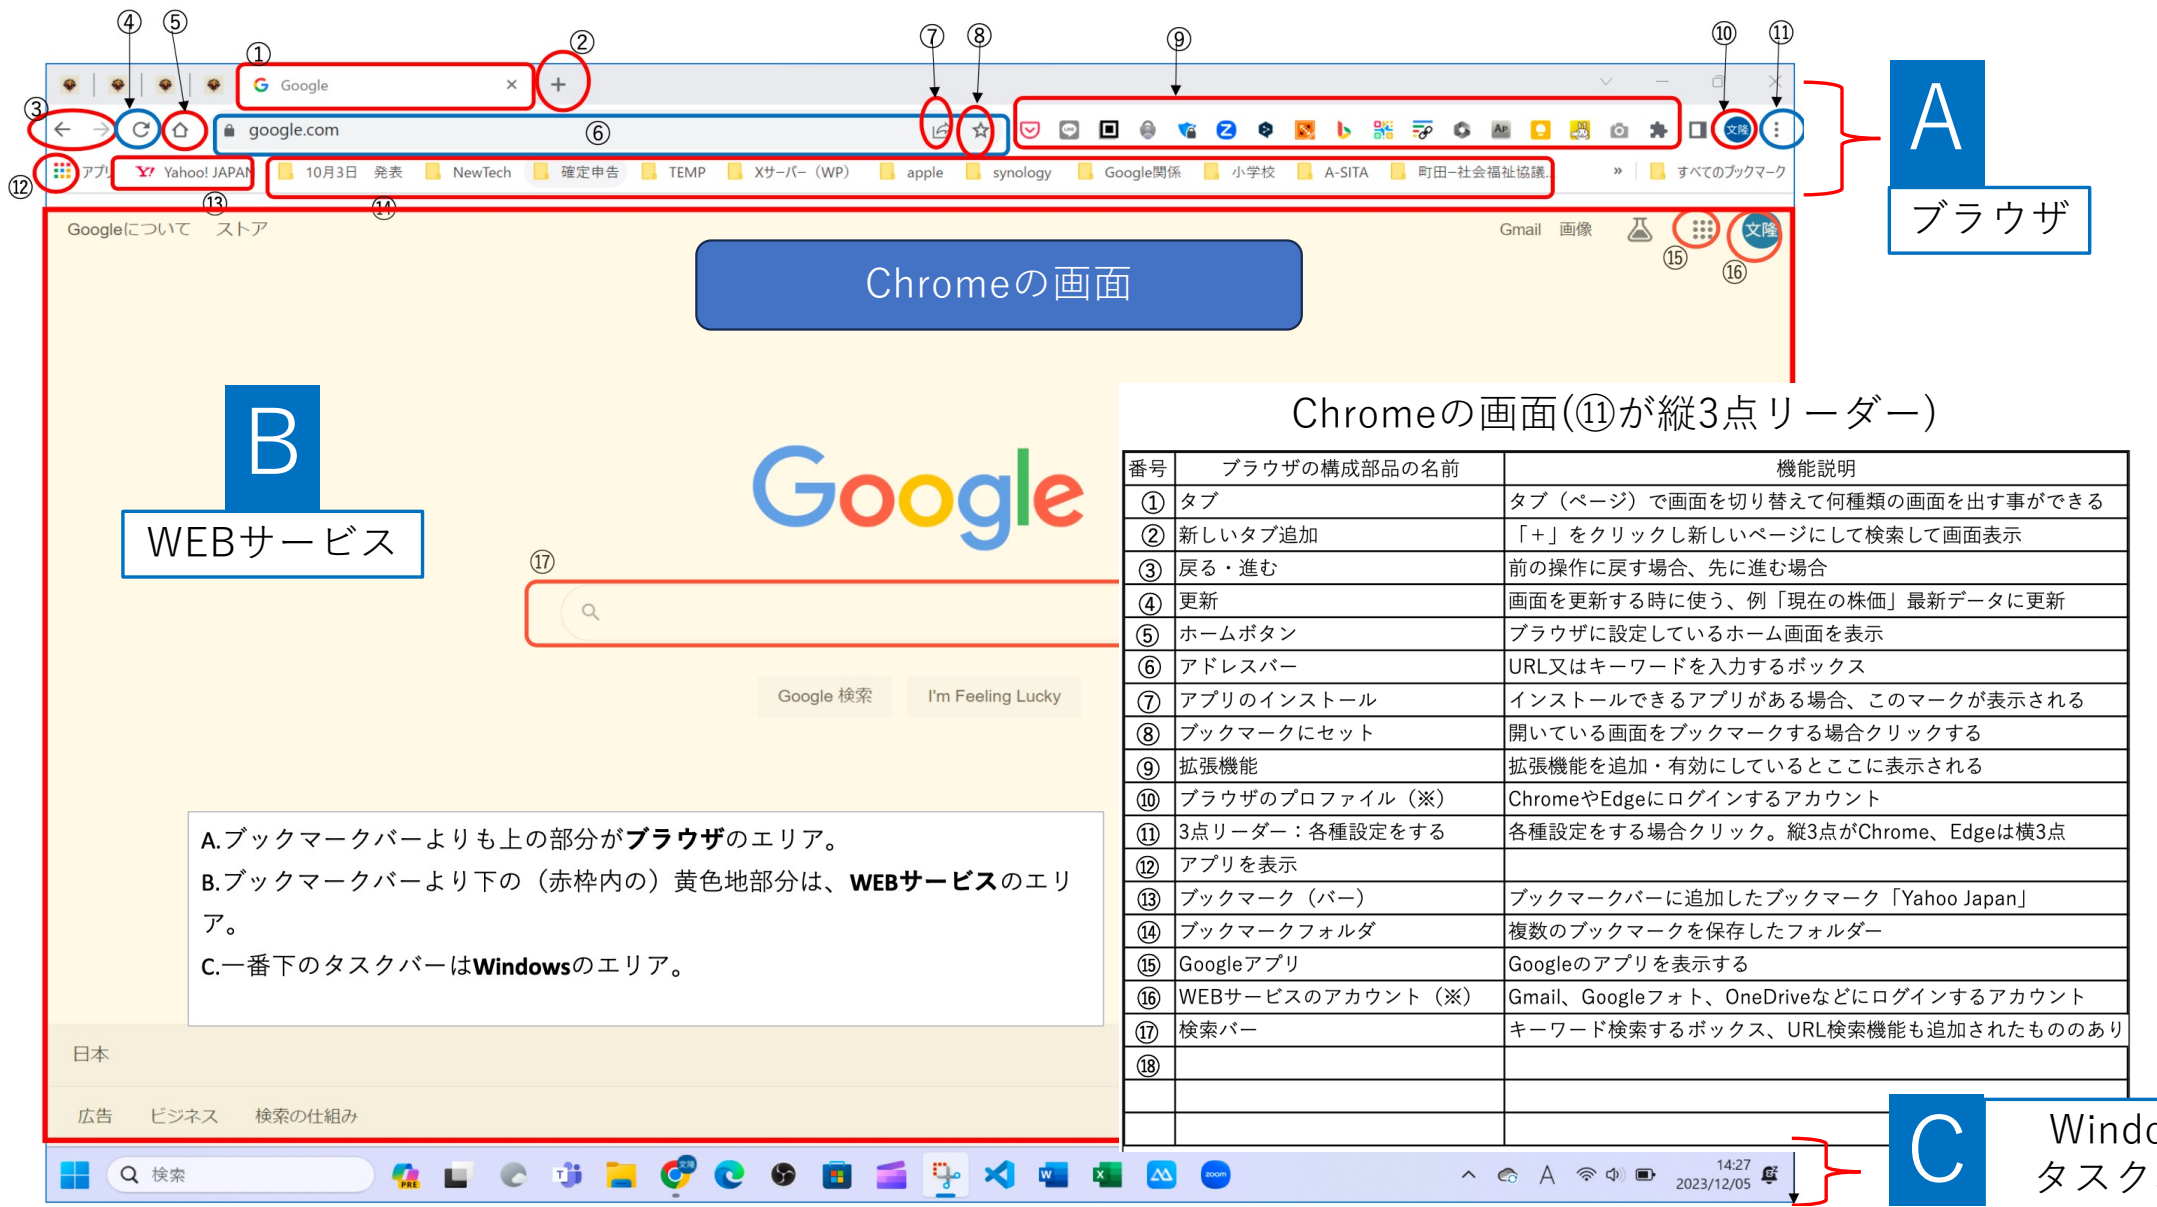 ④ ⑤
① ② ⑦ ⑧ ⑨ ⑩ ⑪
Google × +
③
google.com ⑥ 文隆
⑫ アプリ Yahoo! JAPAN 10月3日 発表 NewTech 確定申告 TEMP Xサーバー（WP） apple synology Google関係 小学校 A-SITA 町田−社会福祉協議... » すべてのブックマーク
⑬ ⑭
A
ブラウザ
Googleについて ストア Gmail 画像 文隆
⑮ ⑯
Chromeの画面
B
WEBサービス
Google
⑰
Google 検索 I'm Feeling Lucky
A.ブックマークバーよりも上の部分がブラウザのエリア。
B.ブックマークバーより下の（赤枠内の）黄色地部分は、WEBサービスのエリ
ア。
C.一番下のタスクバーはWindowsのエリア。
日本
広告 ビジネス 検索の仕組み
Chromeの画面(⑪が縦3点リーダー)
番号 ブラウザの構成部品の名前 機能説明
① タブ タブ（ページ）で画面を切り替えて何種類の画面を出す事ができる
② 新しいタブ追加 「+」をクリックし新しいページにして検索して画面表示
③ 戻る・進む 前の操作に戻す場合、先に進む場合
④ 更新 画面を更新する時に使う、例「現在の株価」最新データに更新
⑤ ホームボタン ブラウザに設定しているホーム画面を表示
⑥ アドレスバー URL又はキーワードを入力するボックス
⑦ アプリのインストール インストールできるアプリがある場合、このマークが表示される
⑧ ブックマークにセット 開いている画面をブックマークする場合クリックする
⑨ 拡張機能 拡張機能を追加・有効にしているとここに表示される
⑩ ブラウザのプロファイル（※） ChromeやEdgeにログインするアカウント
⑪ 3点リーダー：各種設定をする 各種設定をする場合クリック。縦3点がChrome、Edgeは横3点
⑫ アプリを表示
⑬ ブックマーク（バー） ブックマークバーに追加したブックマーク「Yahoo Japan」
⑭ ブックマークフォルダ 複数のブックマークを保存したフォルダー
⑮ Googleアプリ Googleのアプリを表示する
⑯ WEBサービスのアカウント（※） Gmail、Googleフォト、OneDriveなどにログインするアカウント
⑰ 検索バー キーワード検索するボックス、URL検索機能も追加されたもののあり
⑱
C
Windo
タスク
検索 PRE zoom A 14:27
2023/12/05